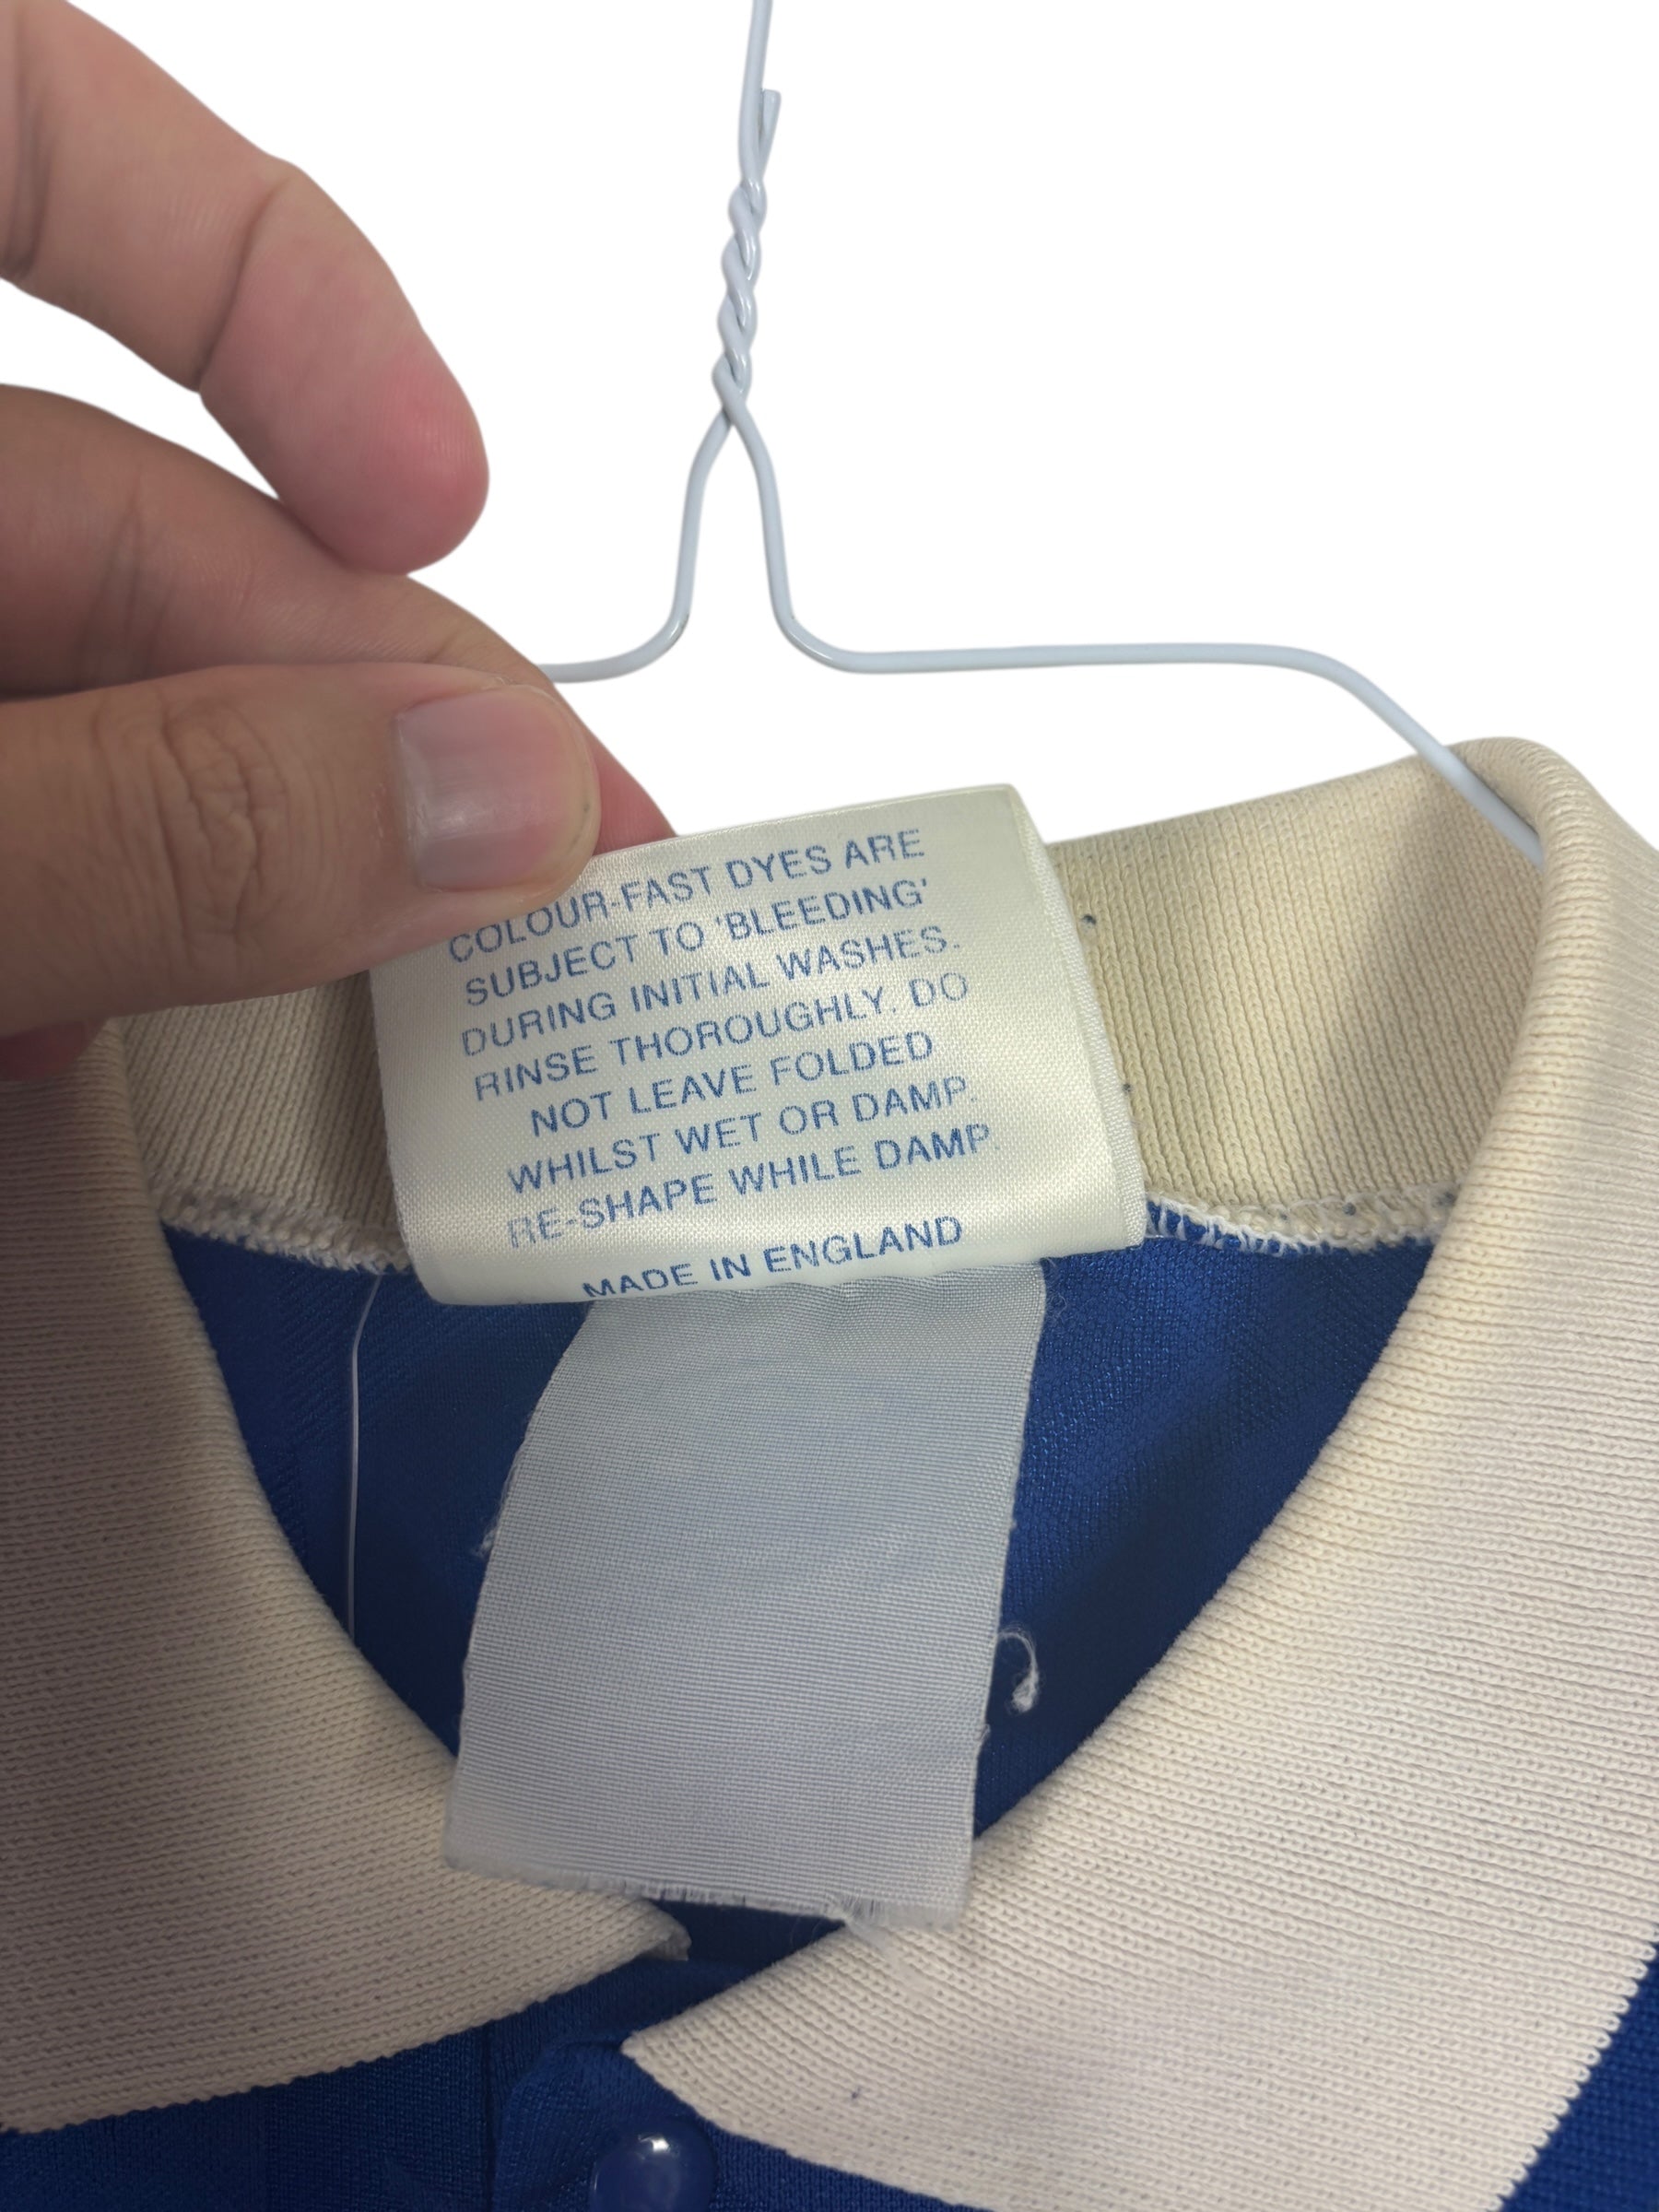 COLOUR-FAST DYES ARE
SUBJECT TO 'BLEEDING'
DURING INITIAL WASHES.
RINSE THOROUGHLY. DO
NOT LEAVE FOLDED
WHILST WET OR DAMP.
RE-SHAPE WHILE DAMP.
MADE IN ENGLAND